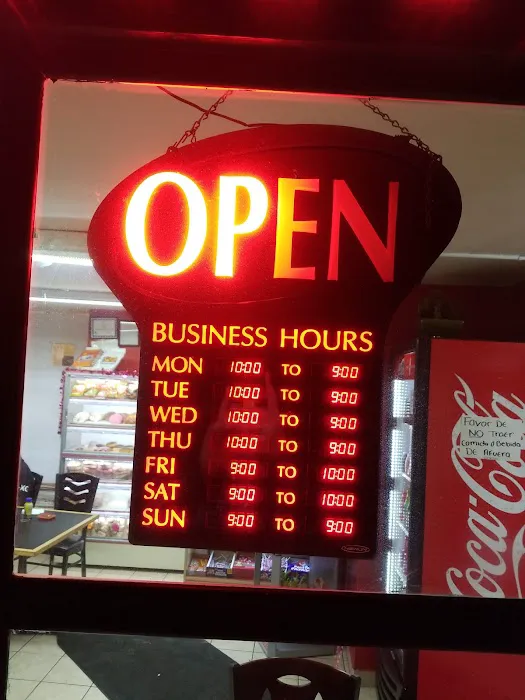 OPEN
BUSINESS HOURS
MON 10:00 TO 9:00
TUE 10:00 TO 9:00
WED 10:00 TO 9:00
THU 10:00 TO 9:00
FRI 9:00 TO 10:00
SAT 9:00 TO 10:00
SUN 9:00 TO 9:00
Coca-Cola
Favor De
NO Traer
Comida o Bebida
De Afuera